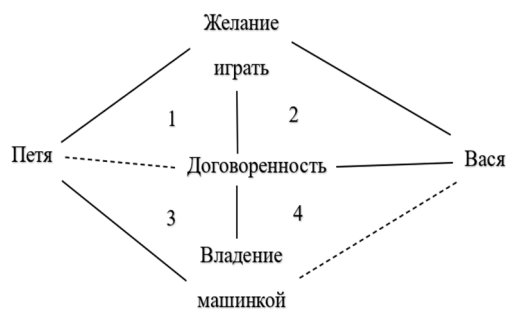 Желание
играть
1
2
Петя
Договоренность
Вася
3
4
Владение
машинкой